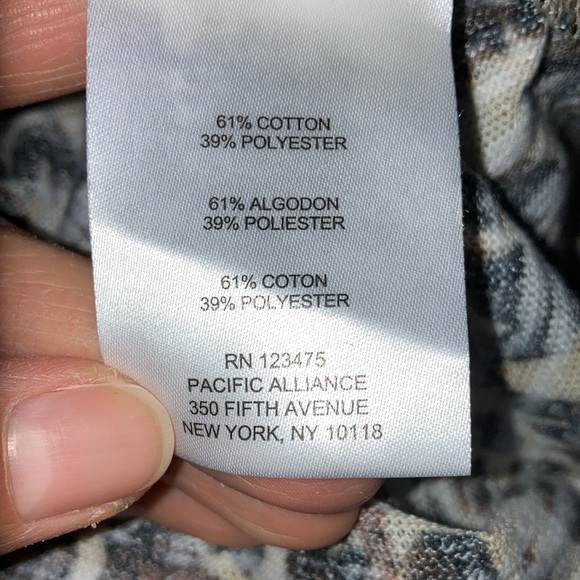 61% COTTON
39% POLYESTER
61% ALGODON
39% POLIESTER
61% COTON
39% POLYESTER
RN 123475
PACIFIC ALLIANCE
350 FIFTH AVENUE
NEW YORK, NY 10118